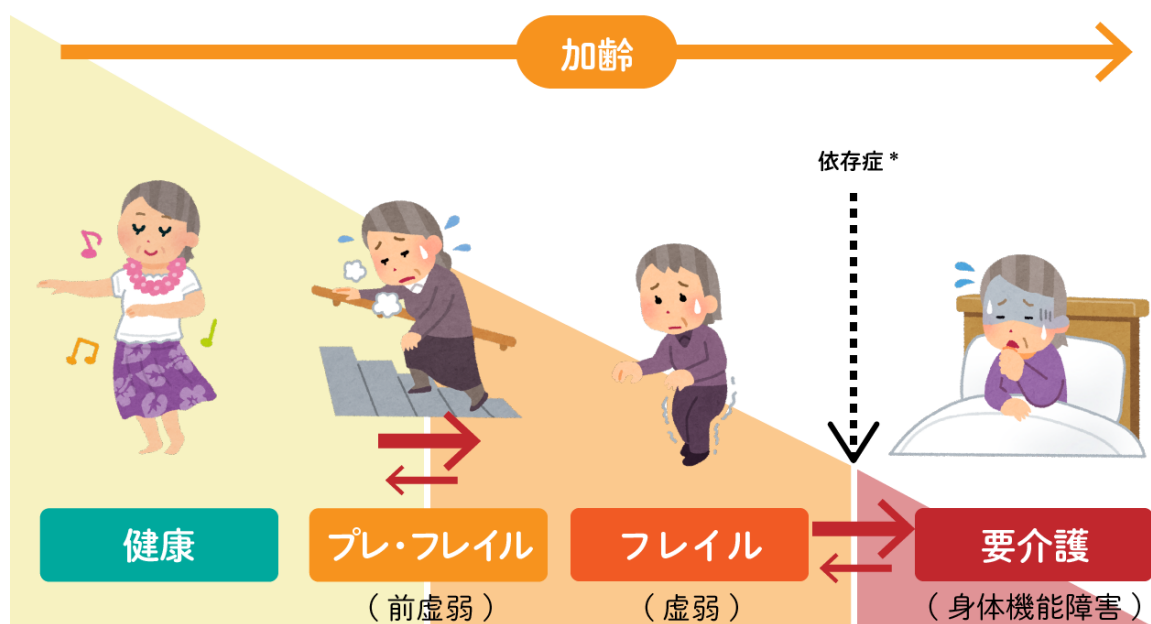 加齢
依存症*
健康
プレ・フレイル
フレイル
要介護
(前虚弱)
(虚弱)
(身体機能障害)